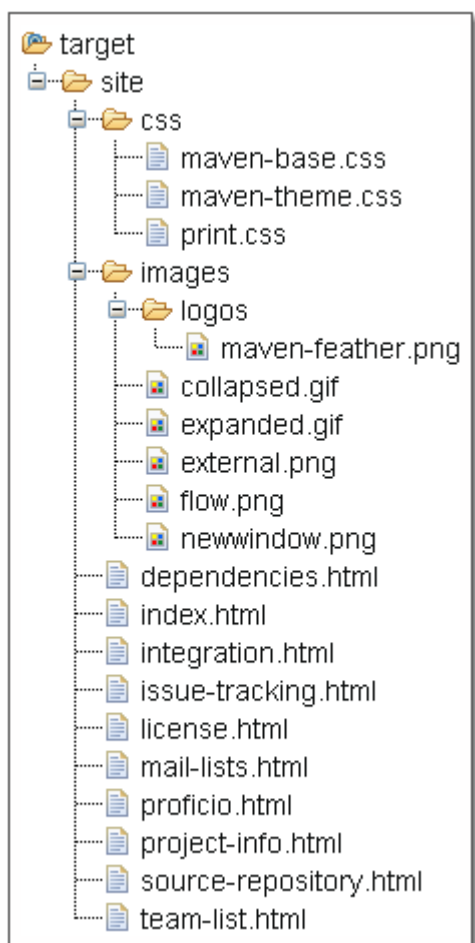 target
site
css
maven-base.css
maven-theme.css
print.css
images
logos
maven-feather.png
collapsed.gif
expanded.gif
external.png
flow.png
newwindow.png
dependencies.html
index.html
integration.html
issue-tracking.html
license.html
mail-lists.html
proficio.html
project-info.html
source-repository.html
team-list.html